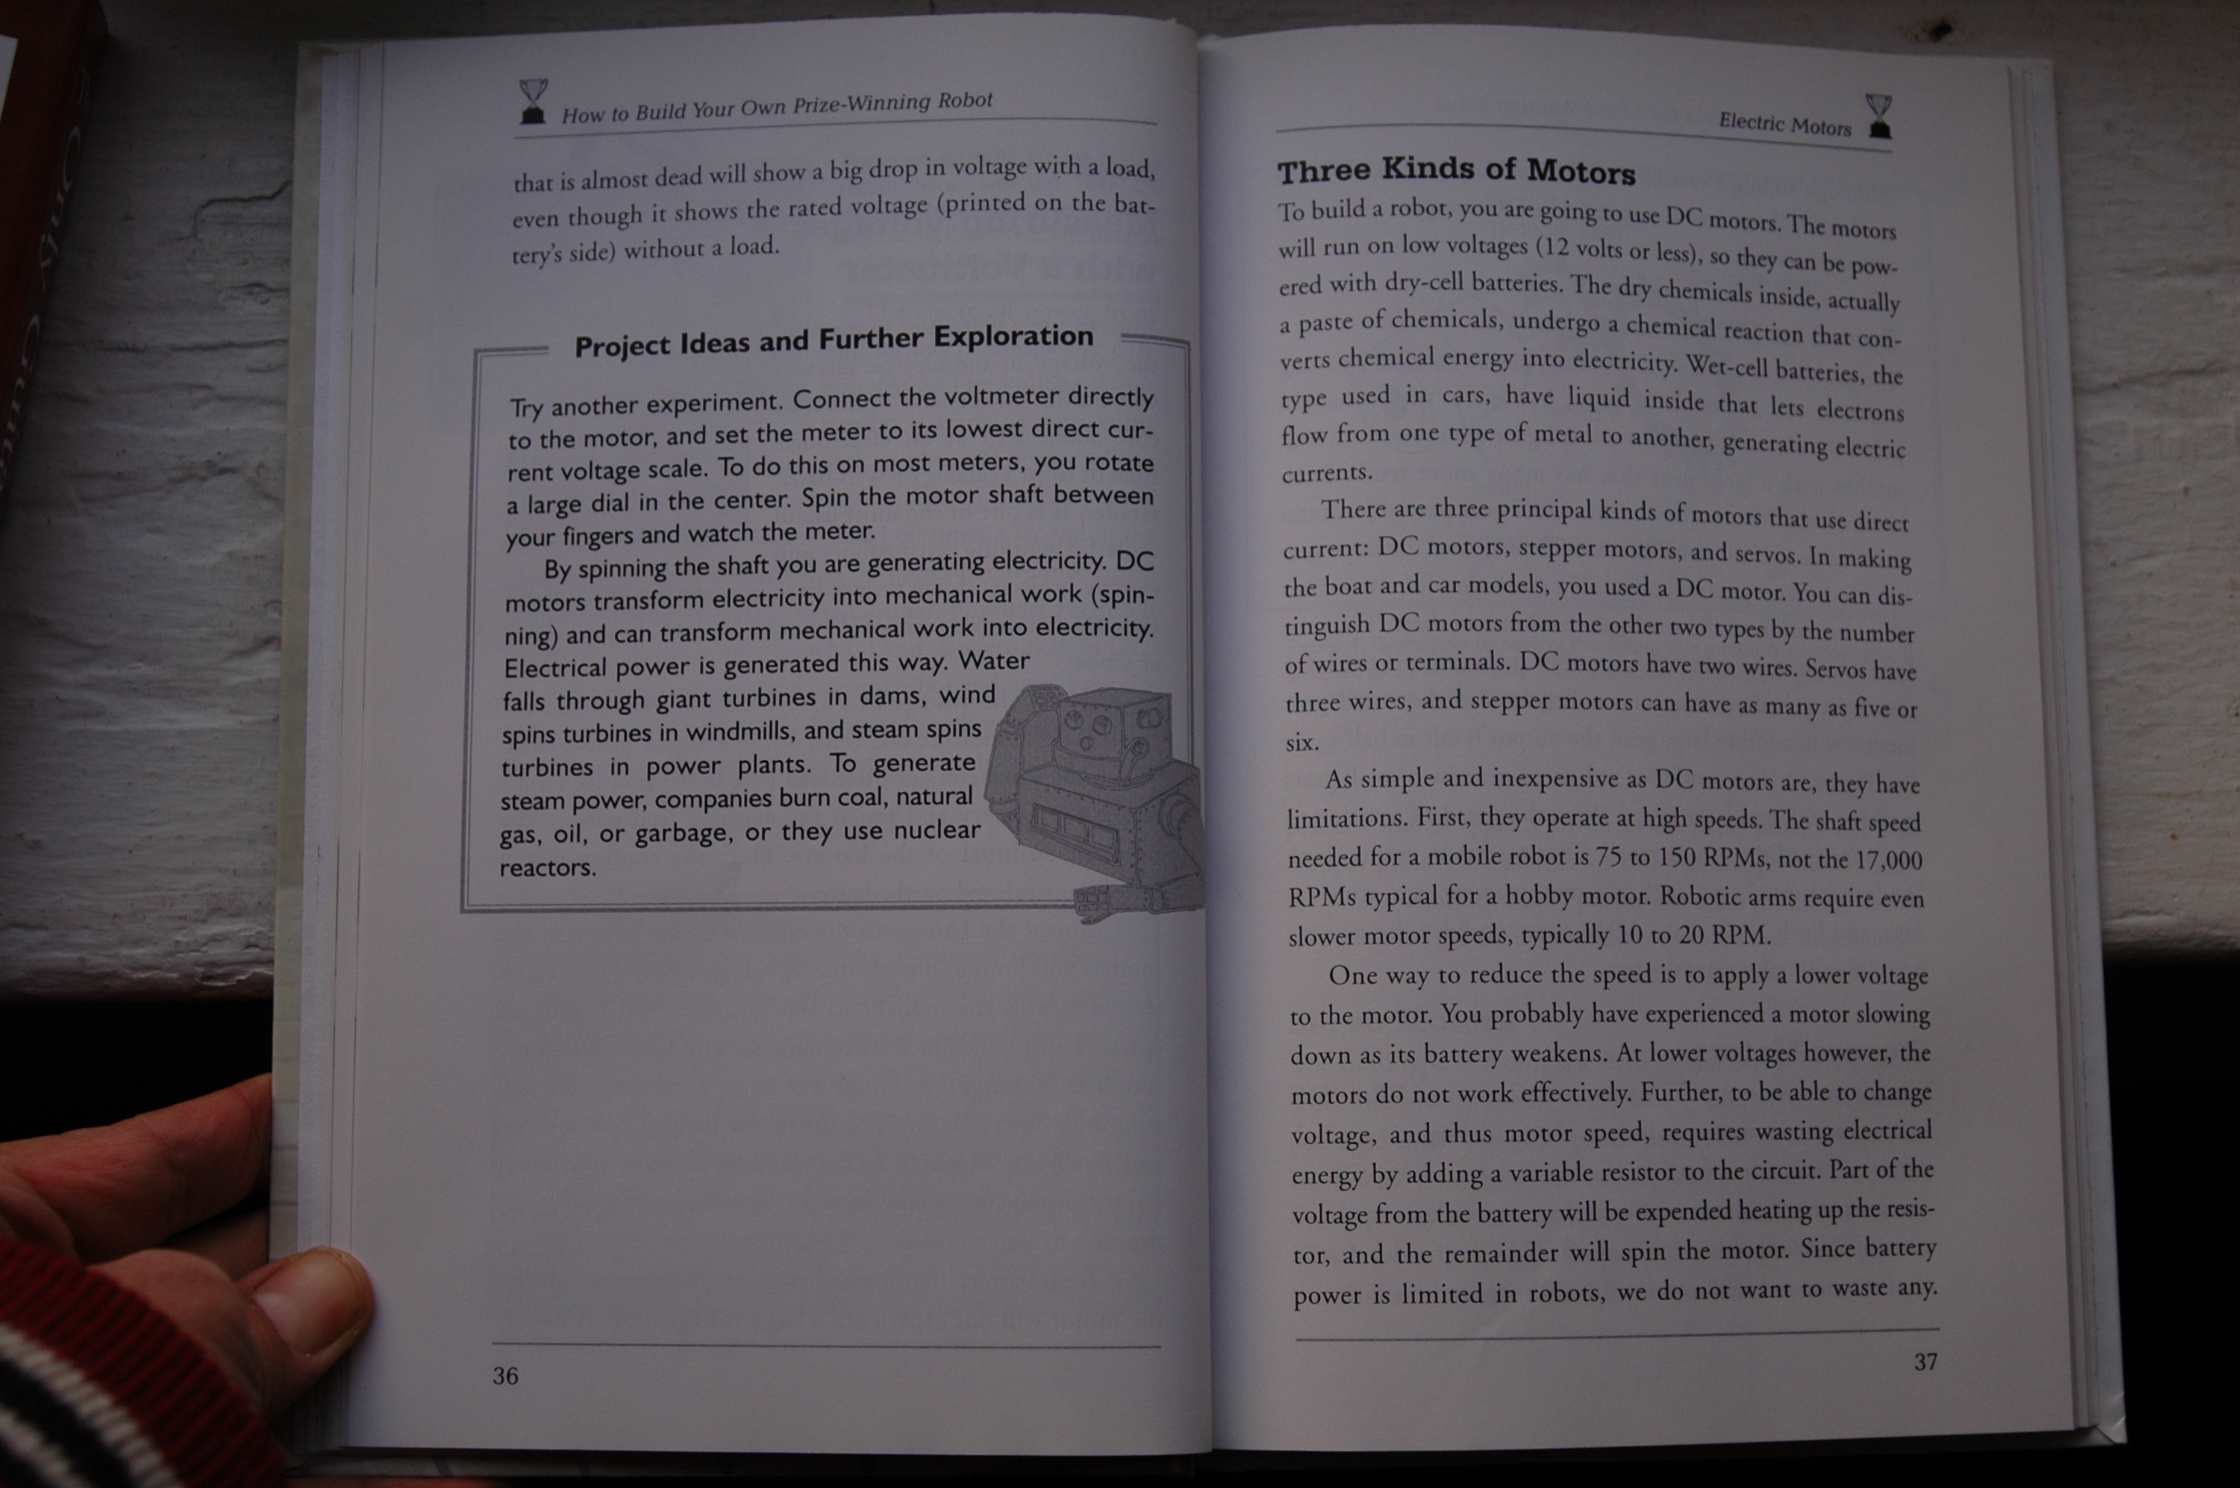 How to Build Your Own Prize-Winning Robot
that is almost dead will show a big drop in voltage with a load,
even though it shows the rated voltage (printed on the bat-
tery's side) without a load.
Project Ideas and Further Exploration
Try another experiment. Connect the voltmeter directly
to the motor, and set the meter to its lowest direct cur-
rent voltage scale. To do this on most meters, you rotate
a large dial in the center. Spin the motor shaft between
your fingers and watch the meter.
By spinning the shaft you are generating electricity. DC
motors transform electricity into mechanical work (spin-
ning) and can transform mechanical work into electricity.
Electrical power is generated this way. Water
falls through giant turbines in dams, wind
spins turbines in windmills, and steam spins
turbines in power plants. To generate
steam power, companies burn coal, natural
gas, oil, or garbage, or they use nuclear
reactors.
36
Electric Motors
Three Kinds of Motors
To build a robot, you are going to use DC motors. The motors
will run on low voltages (12 volts or less), so they can be pow-
ered with dry-cell batteries. The dry chemicals inside, actually
a paste of chemicals, undergo a chemical reaction that con-
verts chemical energy into electricity. Wet-cell batteries, the
type used in cars, have liquid inside that lets electrons
flow from one type of metal to another, generating electric
currents.
There are three principal kinds of motors that use direct
current: DC motors, stepper motors, and servos. In making
the boat and car models, you used a DC motor. You can dis-
tinguish DC motors from the other two types by the number
of wires or terminals. DC motors have two wires. Servos have
three wires, and stepper motors can have as many as five or
six.
As simple and inexpensive as DC motors are, they have
limitations. First, they operate at high speeds. The shaft speed
needed for a mobile robot is 75 to 150 RPMs, not the 17,000
RPMs typical for a hobby motor. Robotic arms require even
slower motor speeds, typically 10 to 20 RPM.
One way to reduce the speed is to apply a lower voltage
to the motor. You probably have experienced a motor slowing
down as its battery weakens. At lower voltages however, the
motors do not work effectively. Further, to be able to change
voltage, and thus motor speed, requires wasting electrical
energy by adding a variable resistor to the circuit. Part of the
voltage from the battery will be expended heating up the resis-
tor, and the remainder will spin the motor. Since battery
power is limited in robots, we do not want to waste any.
37